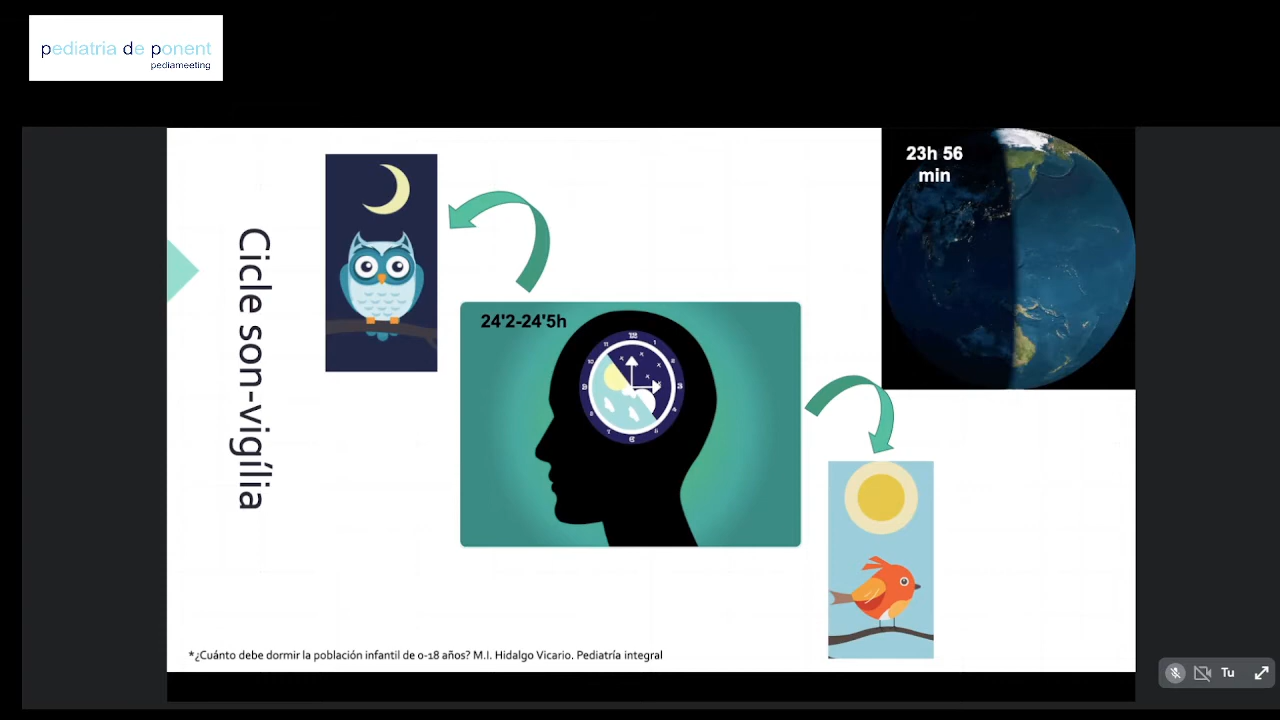 pediatria de ponent
pediameeting
Cicle son-vigília
23h 56
min
24'2-24'5h
*¿Cuánto debe dormir la población infantil de 0-18 años? M.I. Hidalgo Vicario. Pediatría integral
Tu